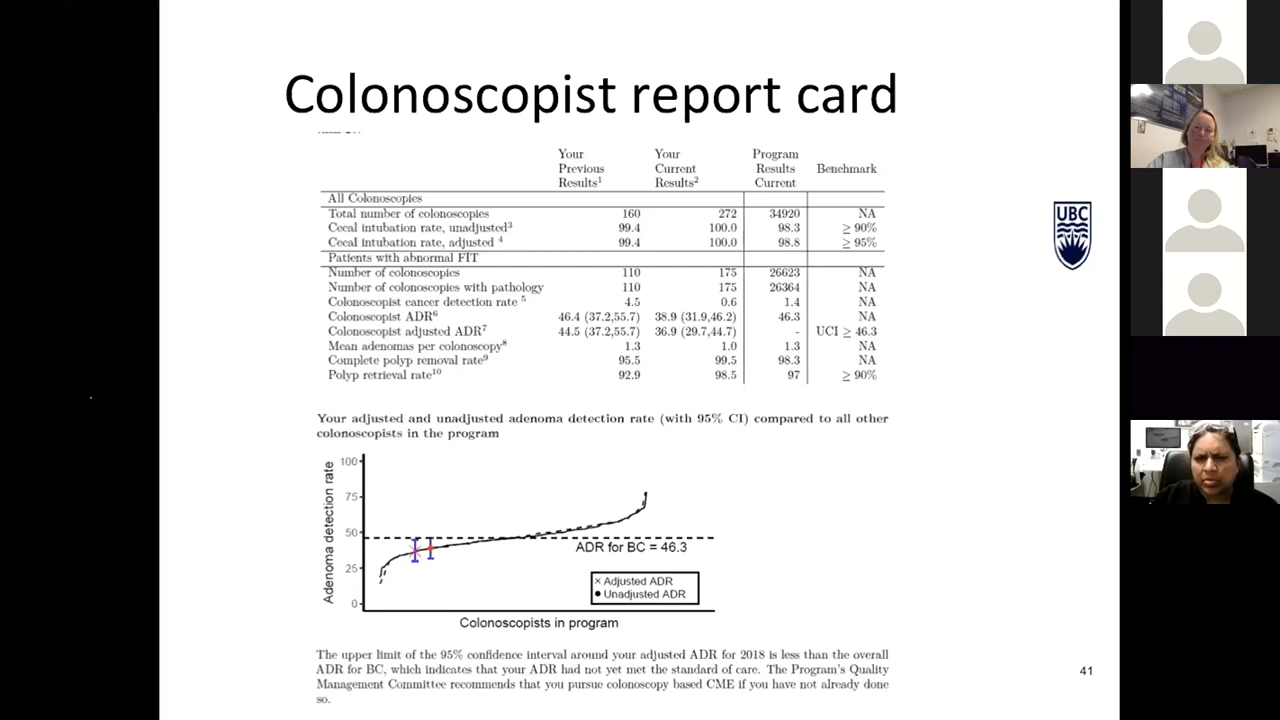 Colonoscopist report card
Your Previous Results1 Your Current Results2 Program Results Current Benchmark
All Colonoscopies
Total number of colonoscopies 160 272 34920 NA
Cecal intubation rate, unadjusted3 99.4 100.0 98.3 ≥ 90%
Cecal intubation rate, adjusted 4 99.4 100.0 98.8 ≥ 95%
Patients with abnormal FIT
Number of colonoscopies 110 175 26623 NA
Number of colonoscopies with pathology 110 175 26364 NA
Colonoscopist cancer detection rate 5 4.5 0.6 1.4 NA
Colonoscopist ADR6 46.4 (37.2,55.7) 38.9 (31.9,46.2) 46.3 NA
Colonoscopist adjusted ADR7 44.5 (37.2,55.7) 36.9 (29.7,44.7) - UCI ≥ 46.3
Mean adenomas per colonoscopy8 1.3 1.0 1.3 NA
Complete polyp removal rate9 95.5 99.5 98.3 NA
Polyp retrieval rate10 92.9 98.5 97 ≥ 90%
UBC
Your adjusted and unadjusted adenoma detection rate (with 95% CI) compared to all other
colonoscopists in the program
Adenoma detection rate
100
75
50
25
0
ADR for BC = 46.3
× Adjusted ADR
● Unadjusted ADR
Colonoscopists in program
The upper limit of the 95% confidence interval around your adjusted ADR for 2018 is less than the overall
ADR for BC, which indicates that your ADR had not yet met the standard of care. The Program's Quality
Management Committee recommends that you pursue colonoscopy based CME if you have not already done
so.
41